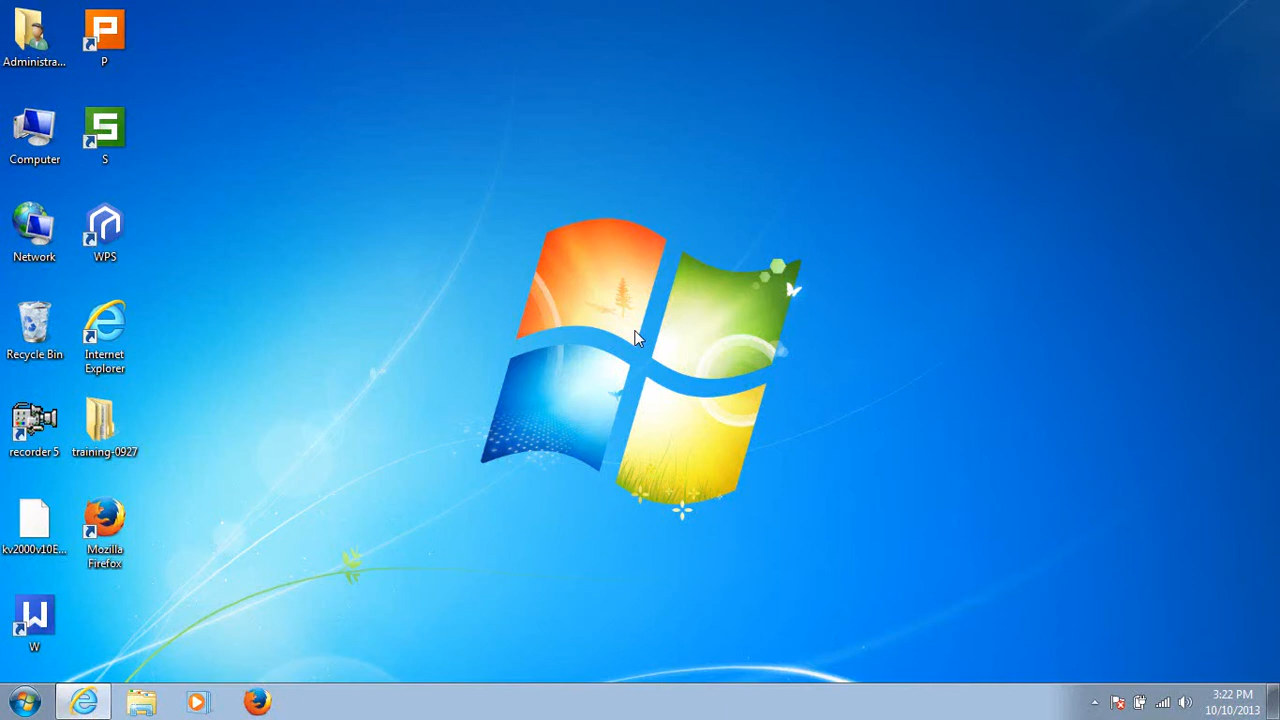 Administra...
P
Computer
S
Network
WPS
Recycle Bin
Internet
Explorer
recorder 5
training-0927
kv2000v10E...
Mozilla
Firefox
W
W
3:22 PM
10/10/2013